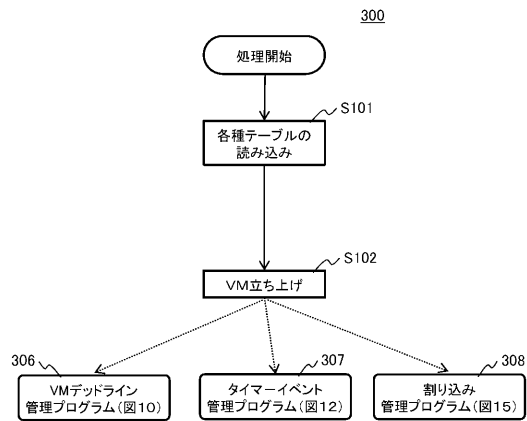 300
処理開始
S101
各種テーブルの
読み込み
S102
VM立ち上げ
306
VMデッドライン
管理プログラム(図10)
307
タイマーイベント
管理プログラム(図12)
308
割り込み
管理プログラム(図15)